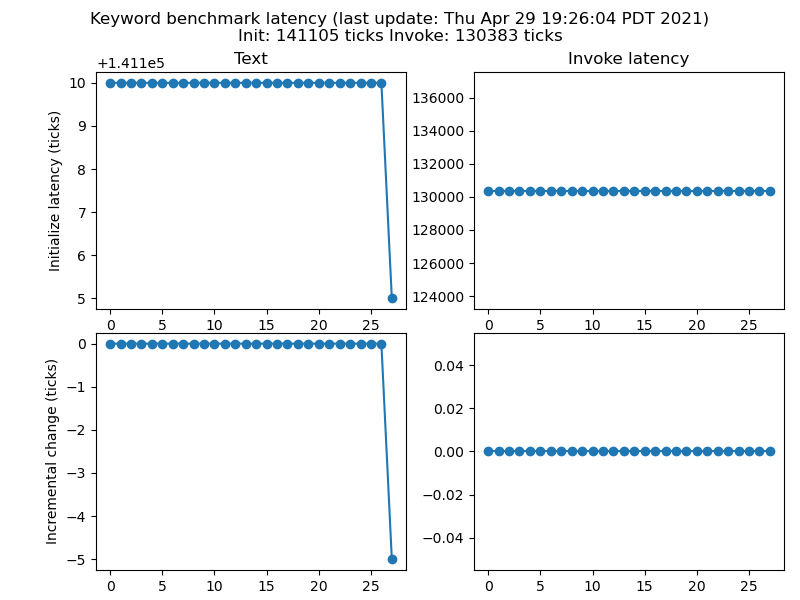 Keyword benchmark latency (last update: Thu Apr 29 19:26:04 PDT 2021)
Init: 141105 ticks Invoke: 130383 ticks
Text
+1.411e5
Initialize latency (ticks)
10
9
8
7
6
5
0 5 10 15 20 25
Invoke latency
136000
134000
132000
130000
128000
126000
124000
0 5 10 15 20 25
Incremental change (ticks)
0
−1
−2
−3
−4
−5
0 5 10 15 20 25
0.04
0.02
0.00
−0.02
−0.04
0 5 10 15 20 25